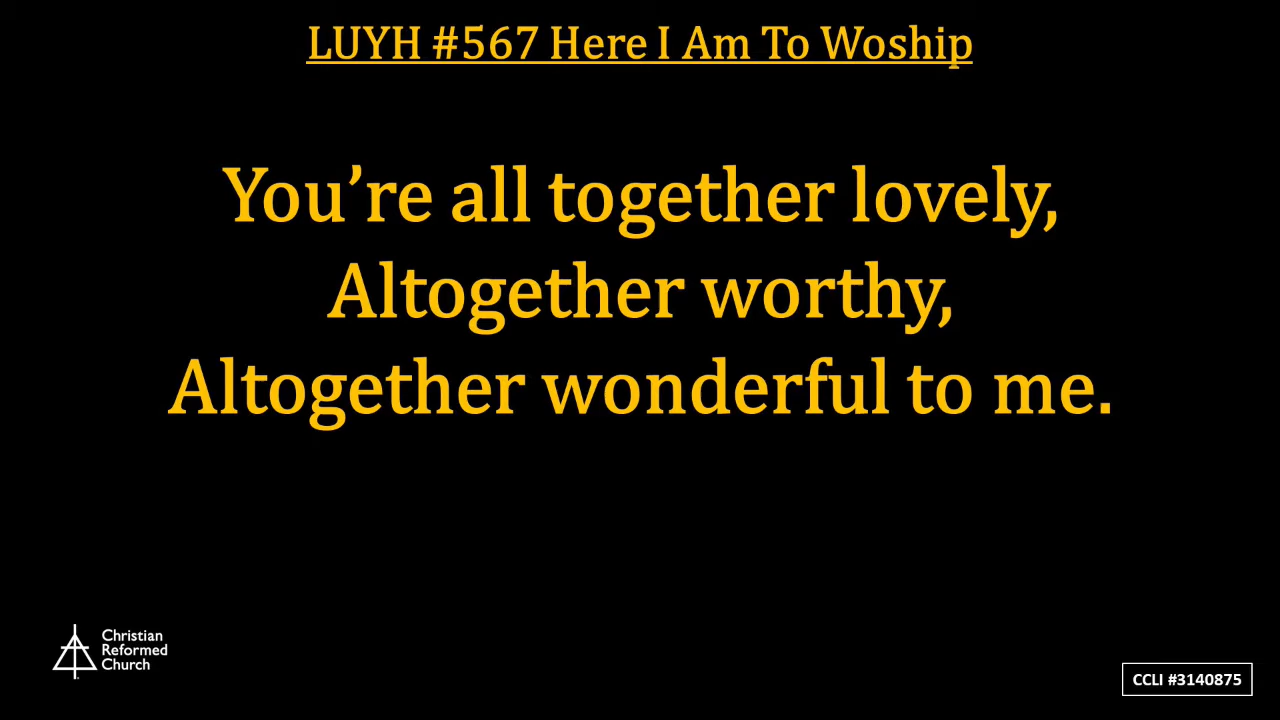 LUYH #567 Here I Am To Woship
You’re all together lovely,
Altogether worthy,
Altogether wonderful to me.
Christian
Reformed
Church
CCLI #3140875